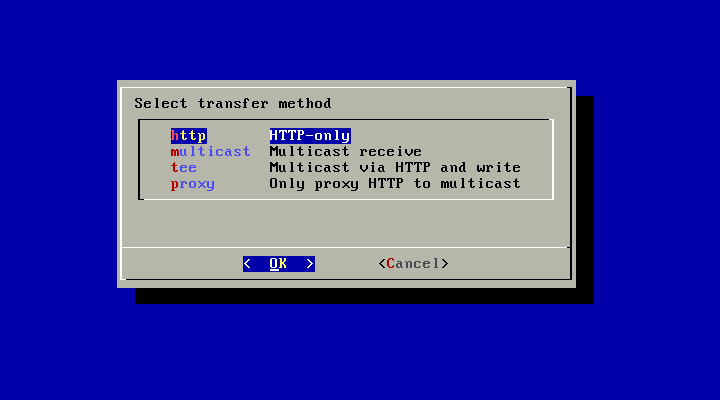 Select transfer method
http HTTP-only
multicast Multicast receive
tee Multicast via HTTP and write
proxy Only proxy HTTP to multicast
< OK > <Cancel>